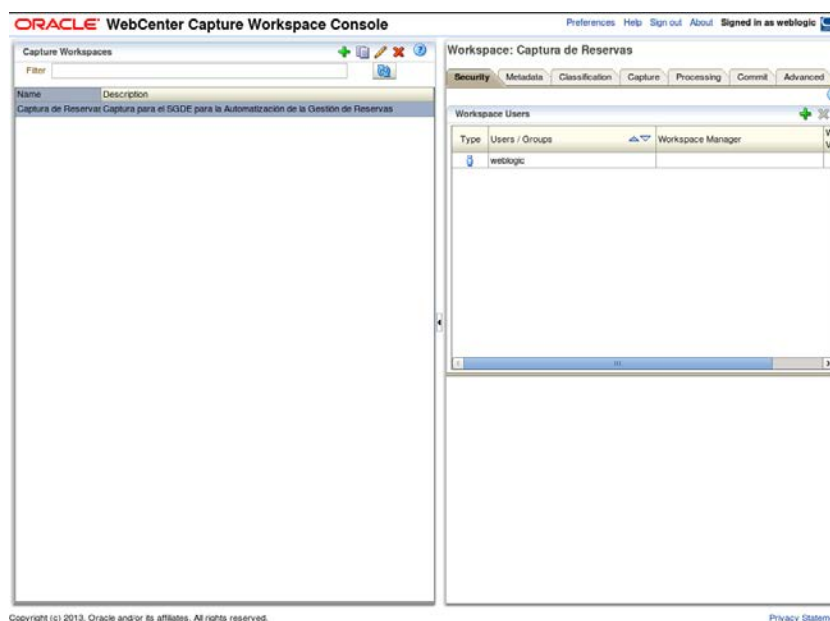 ORACLE WebCenter Capture Workspace Console
Preferences Help Sign out About Signed in as weblogic
Capture Workspaces
Filter
Name Description
Captura de Reservas Captura para el SGDE para la Automatización de la Gestión de Reservas
Workspace: Captura de Reservas
Security Metadata Classification Capture Processing Commit Advanced
Workspace Users
Type Users / Groups Workspace Manager
weblogic
Copyright (c) 2013, Oracle and/or its affiliates. All rights reserved.
Privacy Statem